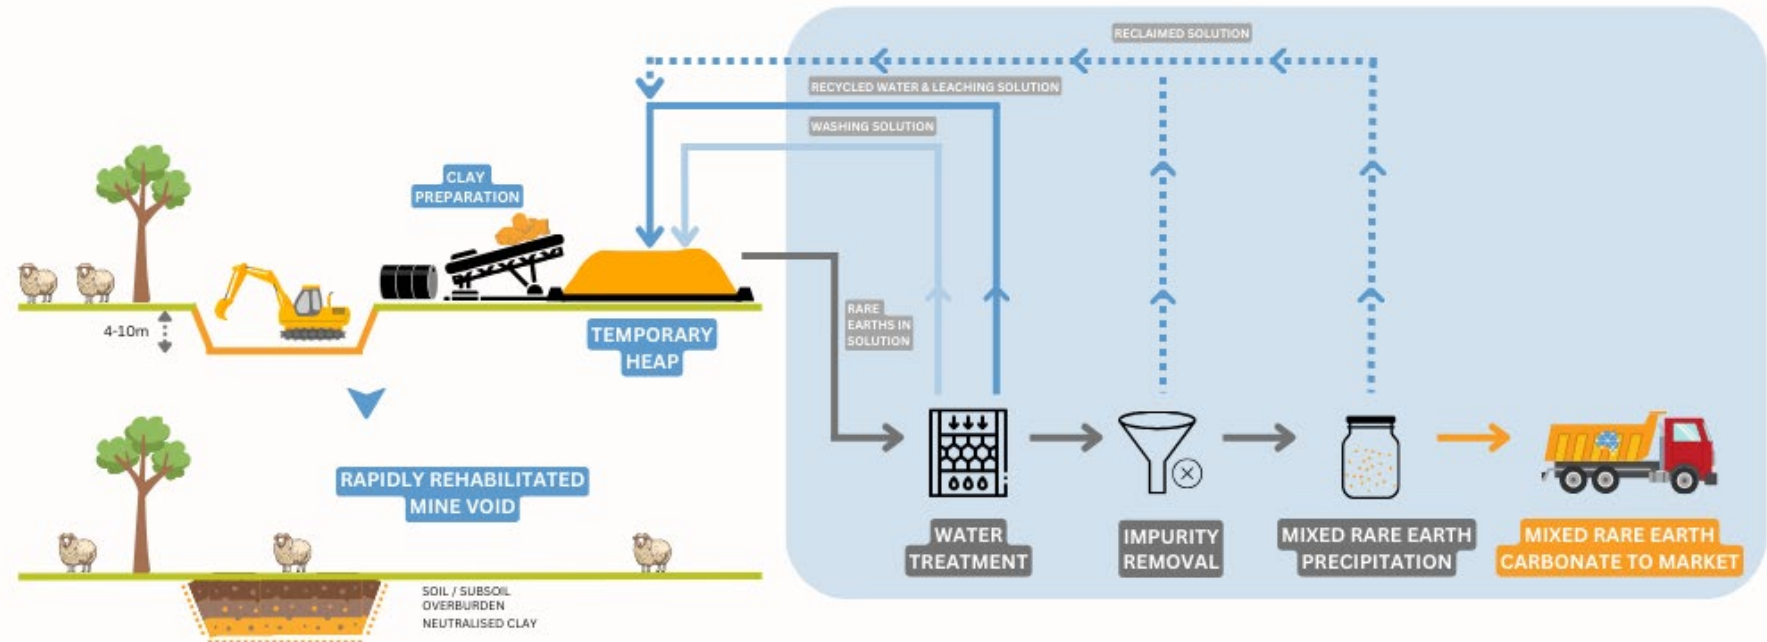 RECLAIMED SOLUTION
RECYCLED WATER & LEACHING SOLUTION
WASHING SOLUTION
CLAY
PREPARATION
4-10m
TEMPORARY
HEAP
RARE
EARTHS IN
SOLUTION
RAPIDLY REHABILITATED
MINE VOID
WATER
TREATMENT
IMPURITY
REMOVAL
MIXED RARE EARTH
PRECIPITATION
MIXED RARE EARTH
CARBONATE TO MARKET
SOIL / SUBSOIL
OVERBURDEN
NEUTRALISED CLAY